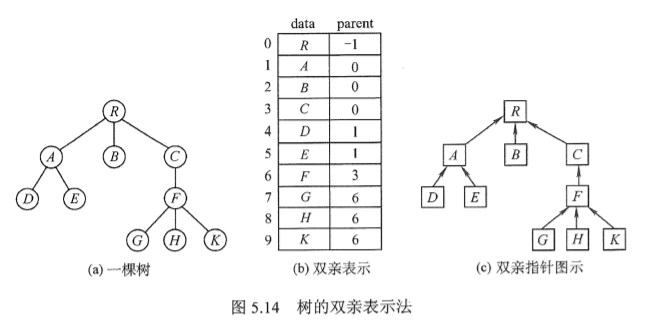 data parent
0 R −1
1 A 0
2 B 0
3 C 0
4 D 1
5 E 1
6 F 3
7 G 6
8 H 6
9 K 6
R
A B C
D E F
G H K
(a) 一棵树
(b) 双亲表示
R
A B C
D E F
G H K
(c) 双亲指针图示
图 5.14 树的双亲表示法